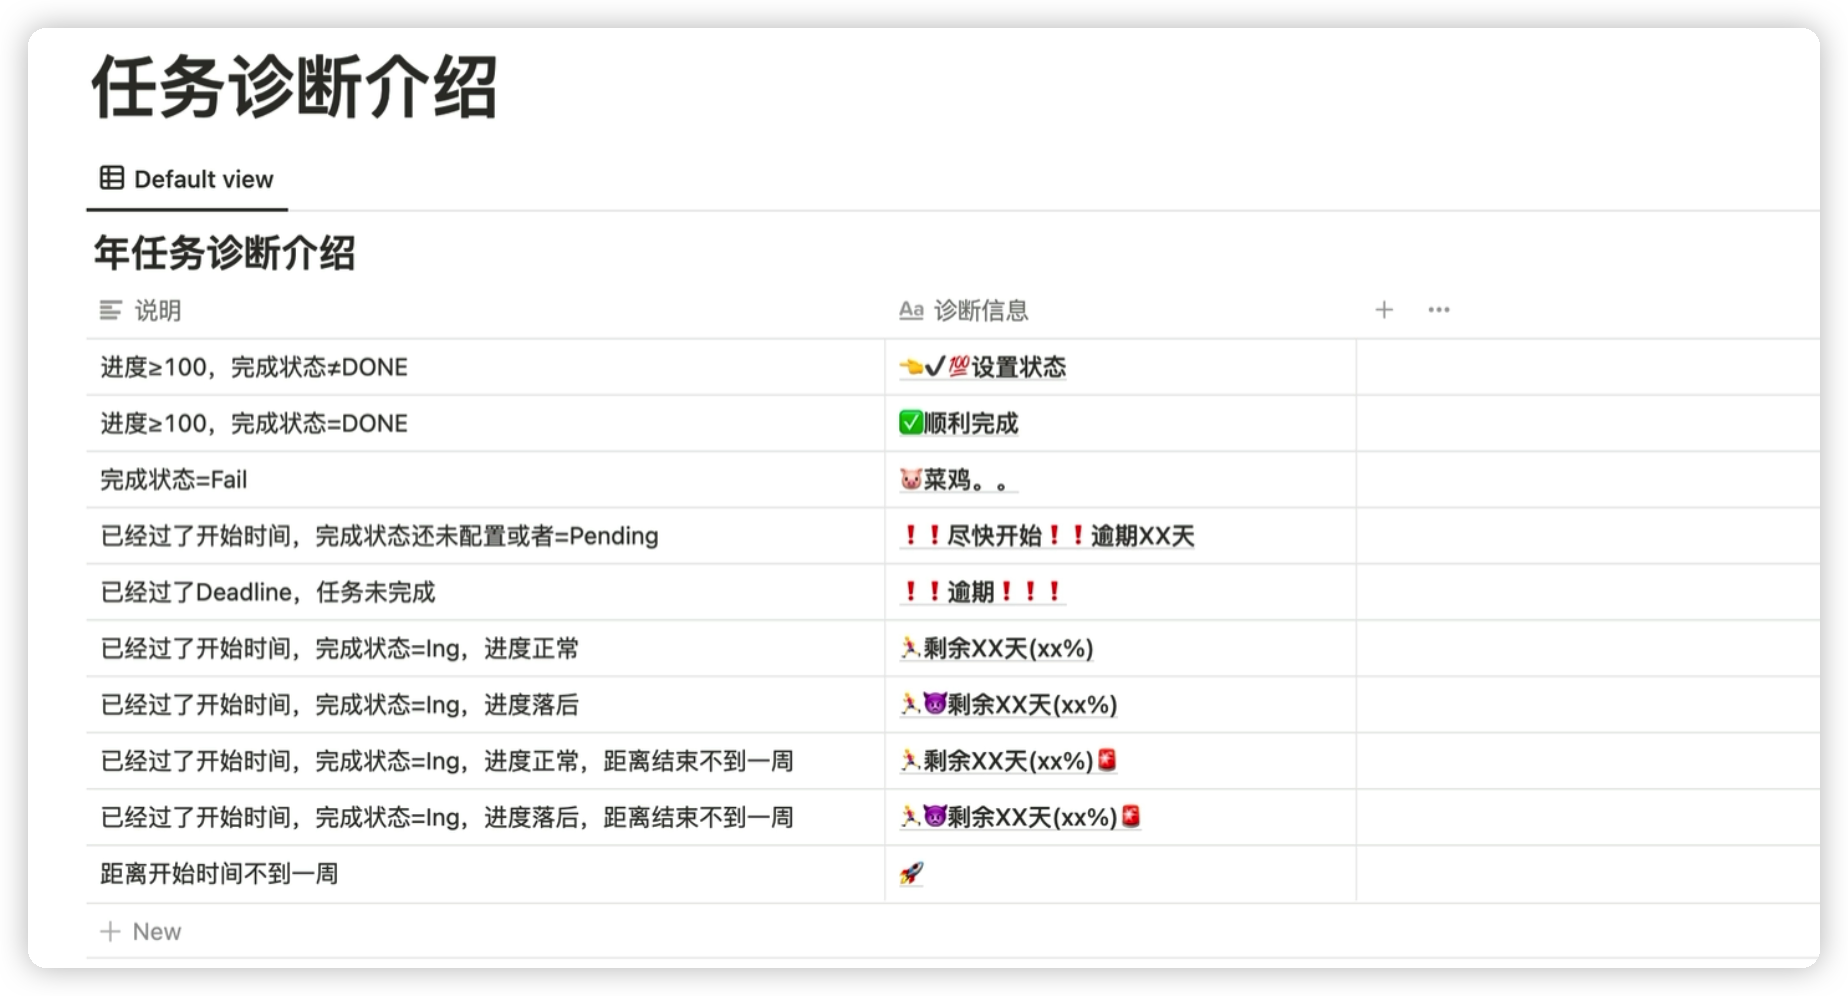 任务诊断介绍
Default view
年任务诊断介绍
说明 Aa 诊断信息
进度≥100，完成状态≠DONE 👈✔💯设置状态
进度≥100，完成状态=DONE ✅顺利完成
完成状态=Fail 🐷菜鸡。。
已经过了开始时间，完成状态还未配置或者=Pending ❗❗尽快开始❗❗逾期XX天
已经过了Deadline，任务未完成 ❗❗逾期❗❗❗
已经过了开始时间，完成状态=Ing，进度正常 🏃剩余XX天(xx%)
已经过了开始时间，完成状态=Ing，进度落后 🏃👿剩余XX天(xx%)
已经过了开始时间，完成状态=Ing，进度正常，距离结束不到一周 🏃剩余XX天(xx%)🚨
已经过了开始时间，完成状态=Ing，进度落后，距离结束不到一周 🏃👿剩余XX天(xx%)🚨
距离开始时间不到一周 🚀
+ New